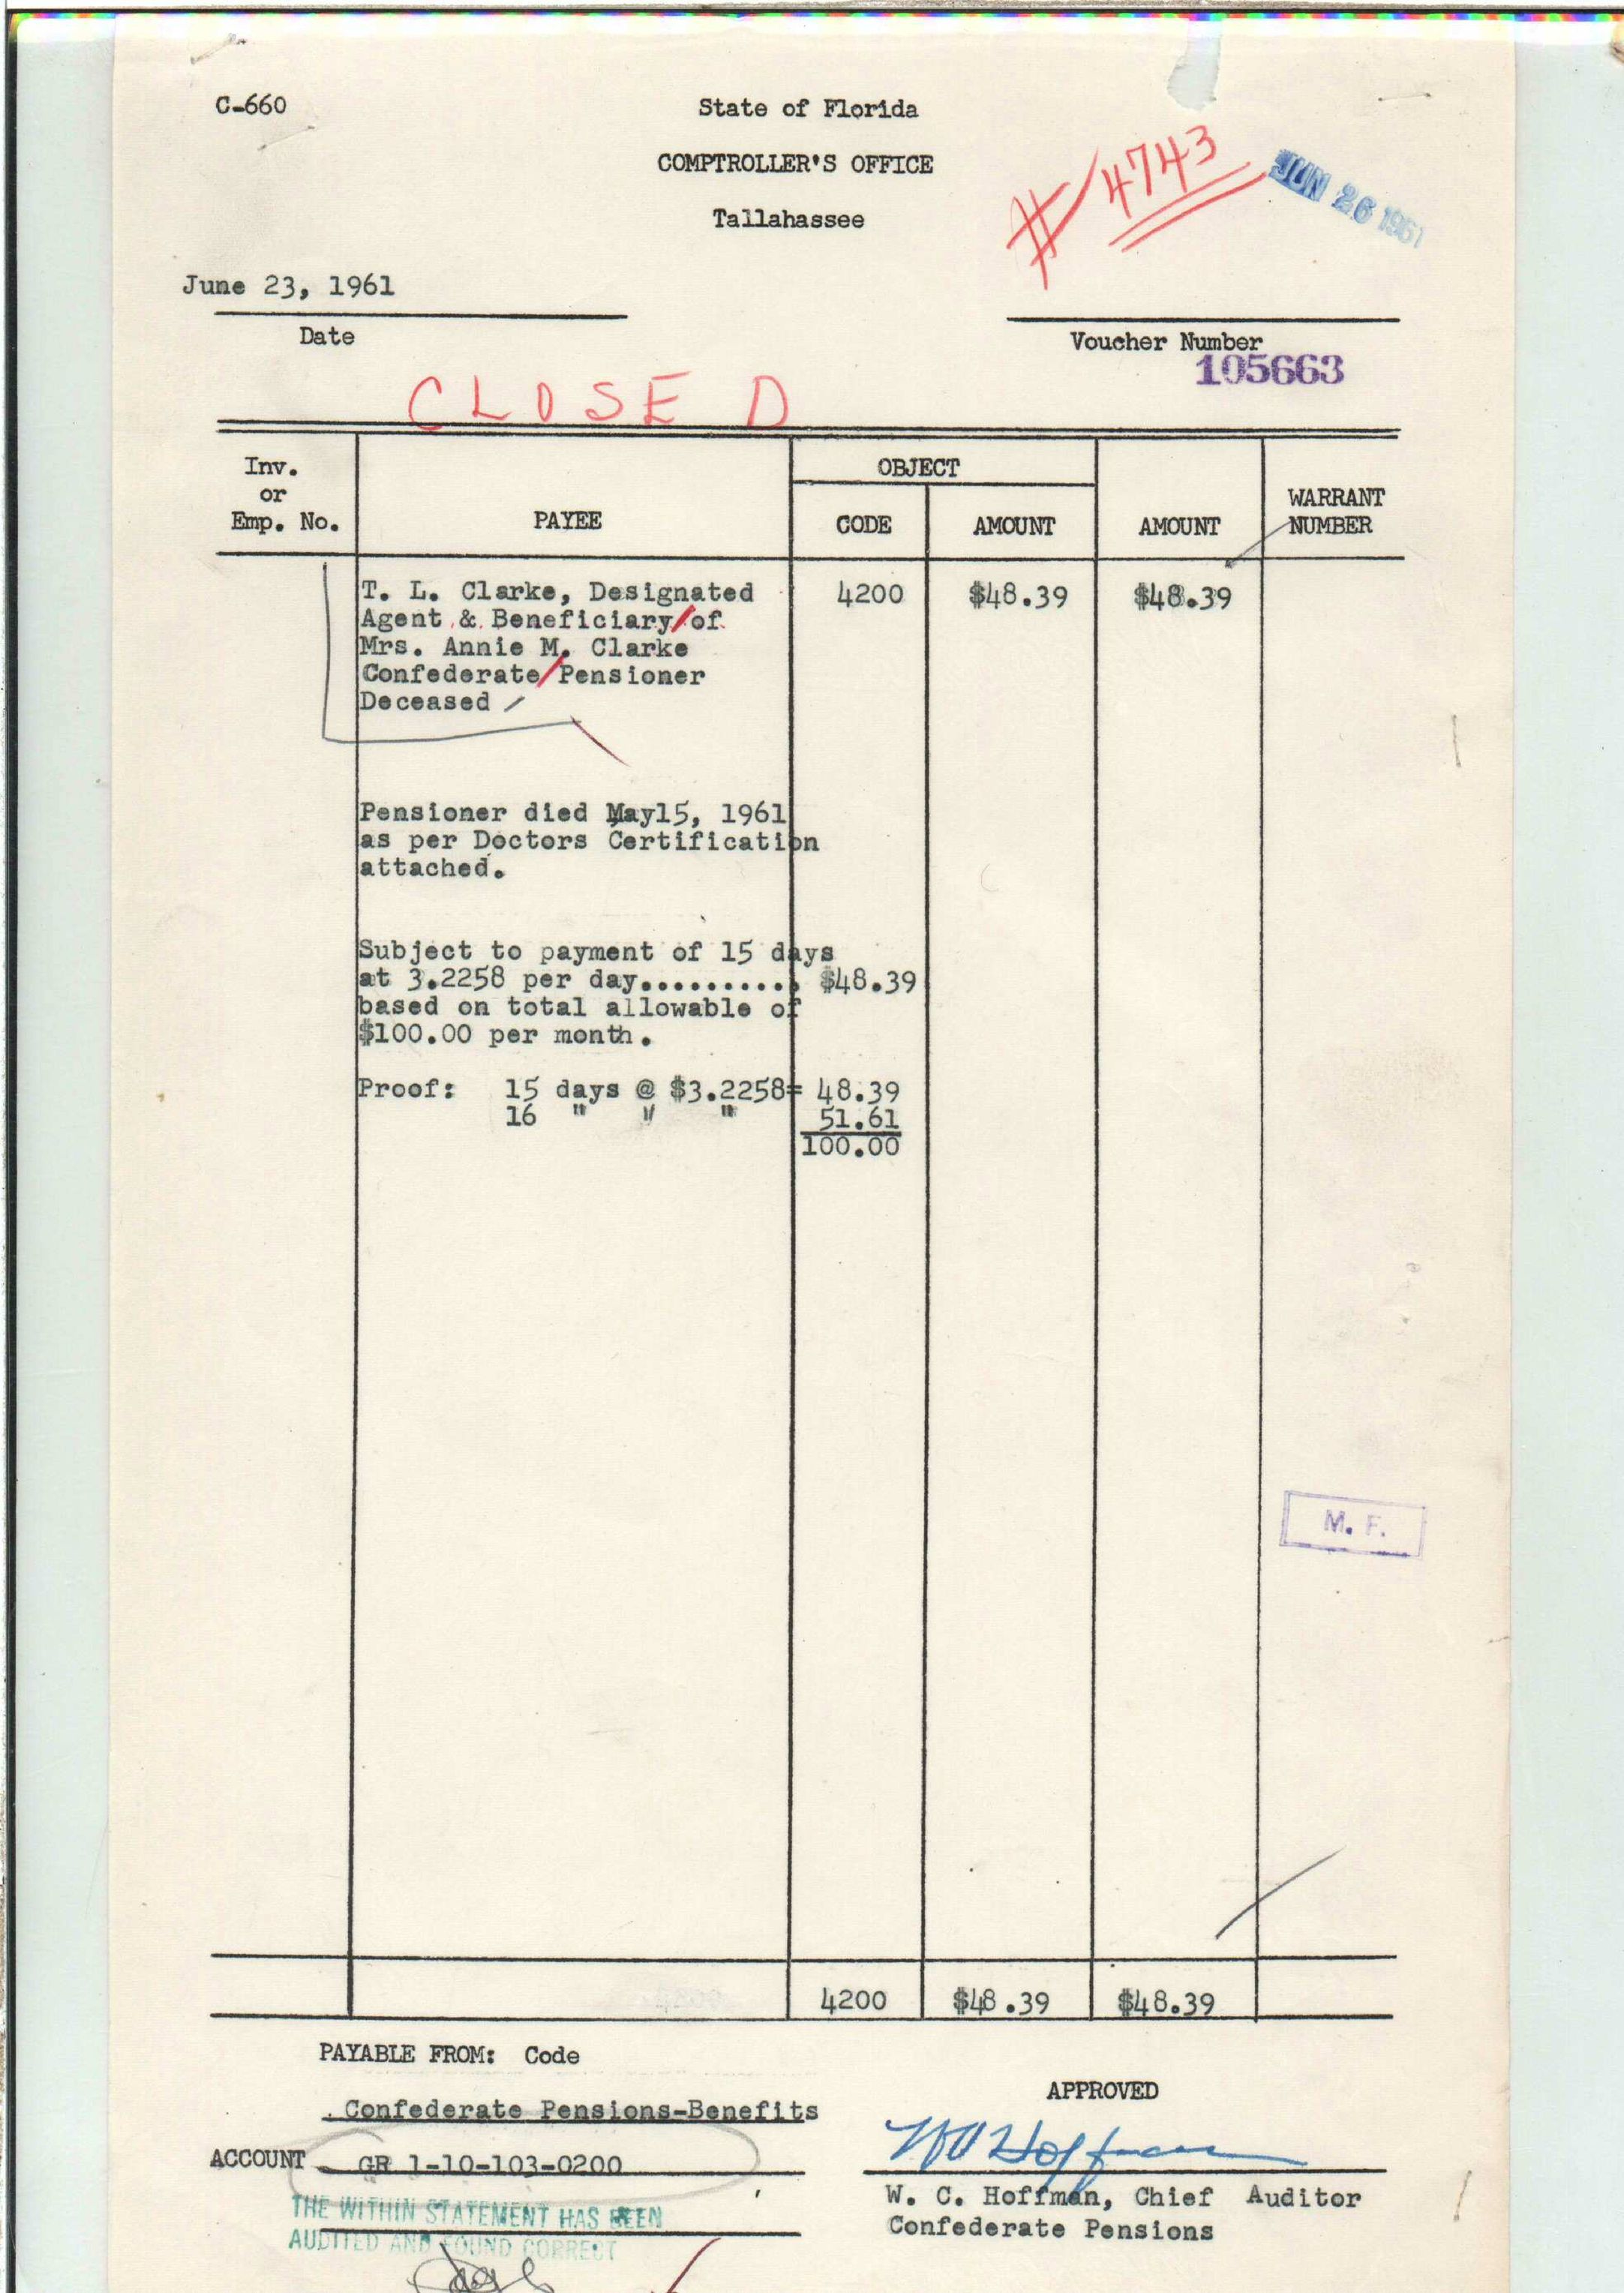 C-660
State of Florida
COMPTROLLER'S OFFICE
Tallahassee
# 4743
JUN 26 1961
June 23, 1961
Date
Voucher Number
105663
CLOSED
Inv.
or
Emp. No.
PAYEE
OBJECT
CODE
AMOUNT
AMOUNT
WARRANT
NUMBER
T. L. Clarke, Designated 4200 $48.39 $48.39
Agent & Beneficiary/of
Mrs. Annie M. Clarke
Confederate/Pensioner
Deceased
Pensioner died May15, 1961
as per Doctors Certification
attached.
Subject to payment of 15 days
at 3.2258 per day.......... $48.39
based on total allowable of
$100.00 per month.
Proof: 15 days @ $3.2258= 48.39
16 " " " 51.61
100.00
M. F.
4200 $48.39 $48.39
PAYABLE FROM: Code
Confederate Pensions-Benefits
ACCOUNT GR 1-10-103-0200
THE WITHIN STATEMENT HAS BEEN
AUDITED AND FOUND CORRECT
APPROVED
W C Hoffman
W. C. Hoffman, Chief Auditor
Confederate Pensions